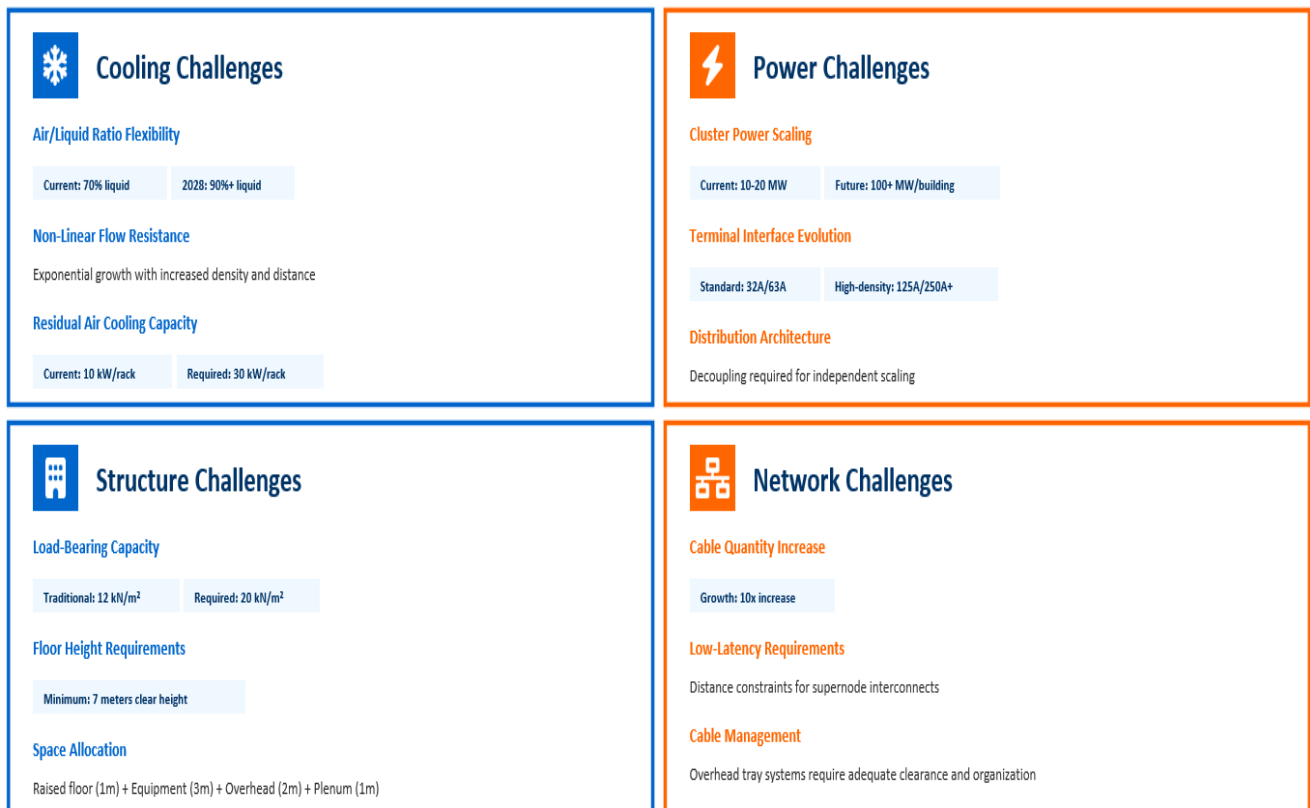 Cooling Challenges
Air/Liquid Ratio Flexibility
Current: 70% liquid
2028: 90%+ liquid
Non-Linear Flow Resistance
Exponential growth with increased density and distance
Residual Air Cooling Capacity
Current: 10 kW/rack
Required: 30 kW/rack
Power Challenges
Cluster Power Scaling
Current: 10-20 MW
Future: 100+ MW/building
Terminal Interface Evolution
Standard: 32A/63A
High-density: 125A/250A+
Distribution Architecture
Decoupling required for independent scaling
Structure Challenges
Load-Bearing Capacity
Traditional: 12 kN/m²
Required: 20 kN/m²
Floor Height Requirements
Minimum: 7 meters clear height
Space Allocation
Raised floor (1m) + Equipment (3m) + Overhead (2m) + Plenum (1m)
Network Challenges
Cable Quantity Increase
Growth: 10x increase
Low-Latency Requirements
Distance constraints for supernode interconnects
Cable Management
Overhead tray systems require adequate clearance and organization